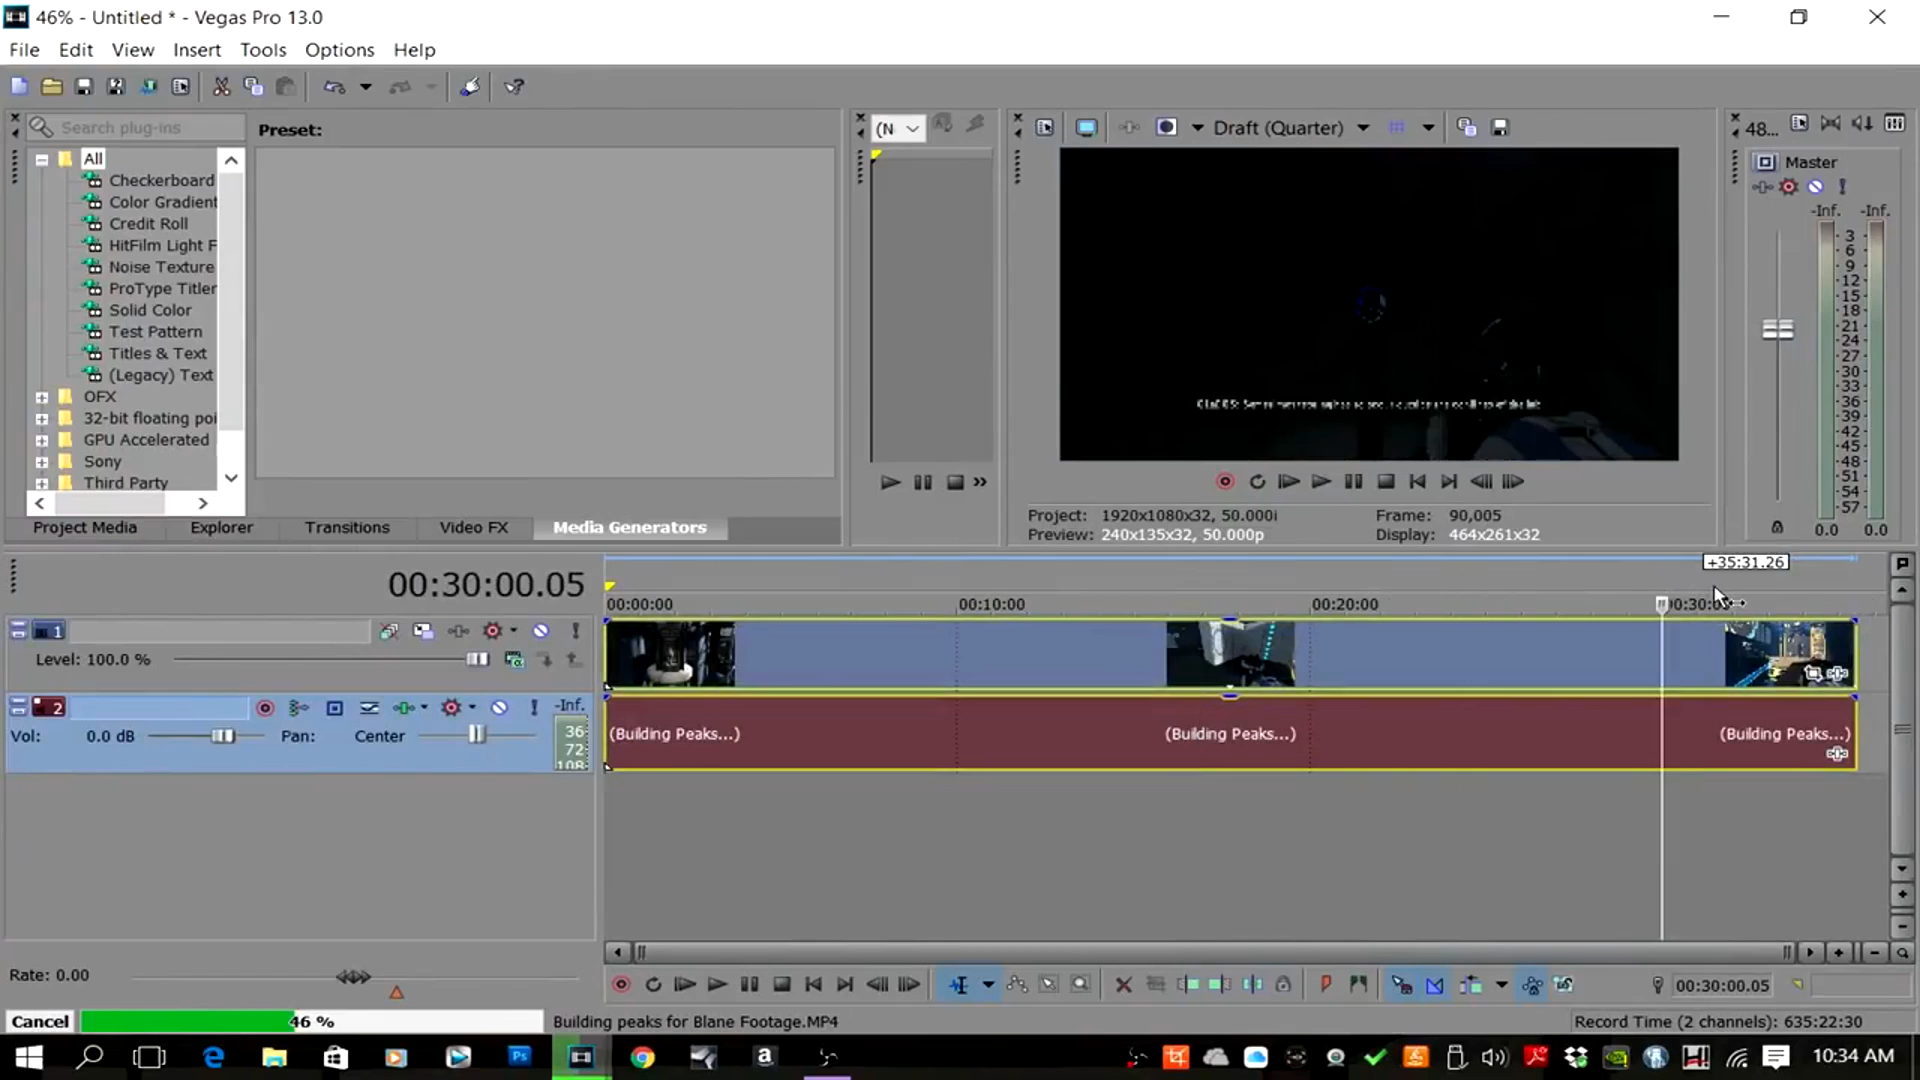 46% - Untitled * - Vegas Pro 13.0
File Edit View Insert Tools Options Help
Search plug-ins
Preset:
All
Checkerboard
Color Gradient
Credit Roll
HitFilm Light F
Noise Texture
ProType Titler
Solid Color
Test Pattern
Titles & Text
(Legacy) Text
OFX
32-bit floating poi
GPU Accelerated
Sony
Third Party
Project Media Explorer Transitions Video FX Media Generators
(N
Draft (Quarter)
Project: 1920x1080x32, 50.000i
Frame: 90,005
Preview: 240x135x32, 50.000p
Display: 464x261x32
48...
Master
-Inf. -Inf.
3
6
9
12
15
18
21
24
27
30
33
36
39
42
45
48
51
54
57
0.0 0.0
+35:31.26
00:30:00.05
00:00:00 00:10:00 00:20:00
1
Level: 100.0 %
2
-Inf.
36
72
108
Vol: 0.0 dB Pan: Center
(Building Peaks...) (Building Peaks...) (Building Peaks...)
Rate: 0.00
00:30:00.05
Cancel 46 % Building peaks for Blane Footage.MP4
Record Time (2 channels): 635:22:30
Ps
a
10:34 AM